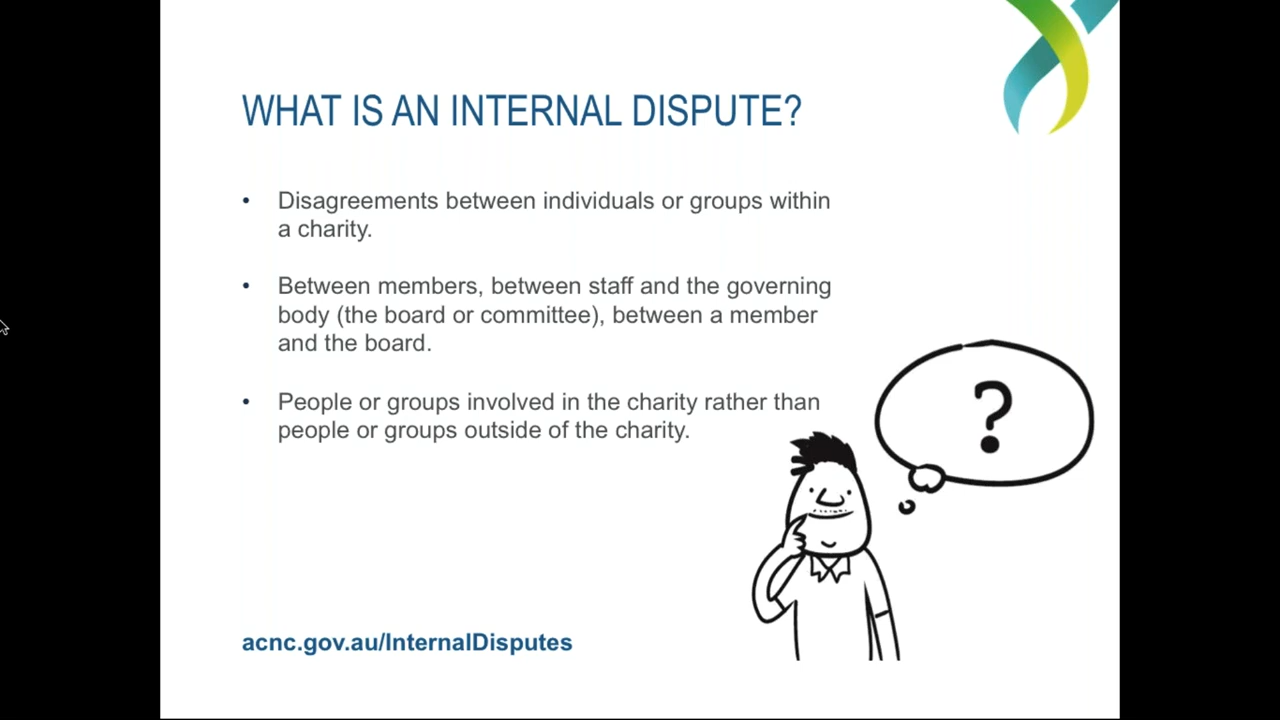 WHAT IS AN INTERNAL DISPUTE?
• Disagreements between individuals or groups within
a charity.
• Between members, between staff and the governing
body (the board or committee), between a member
and the board.
• People or groups involved in the charity rather than
people or groups outside of the charity.
?
acnc.gov.au/InternalDisputes